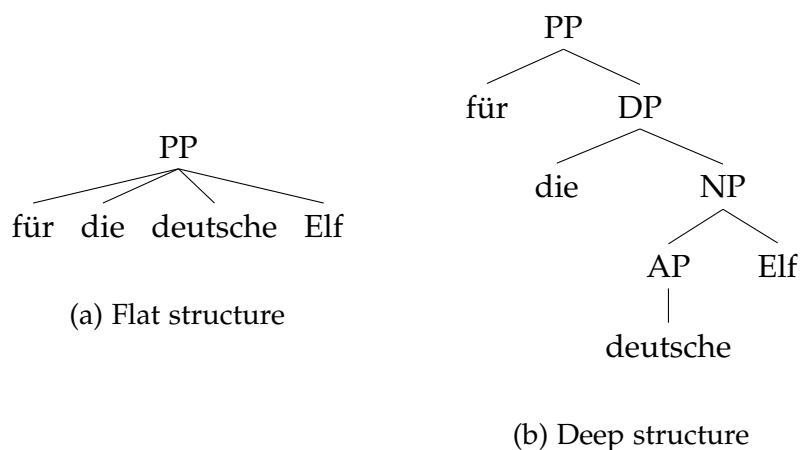 PP
für die deutsche Elf
(a) Flat structure
PP
für DP
die NP
AP Elf
deutsche
(b) Deep structure